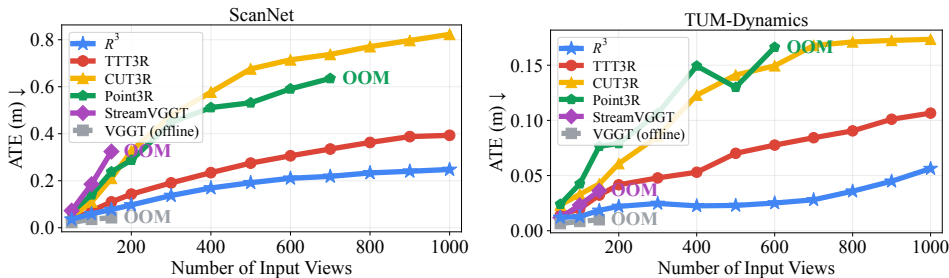 ScanNet
ATE (m) ↓
0.8
0.6
0.4
0.2
0.0
R³
TTT3R
CUT3R
Point3R
StreamVGGT
VGGT (offline)
OOM
OOM
OOM
200 400 600 800 1000
Number of Input Views
TUM-Dynamics
ATE (m) ↓
0.15
0.10
0.05
0.00
R³
TTT3R
CUT3R
Point3R
StreamVGGT
VGGT (offline)
OOM
OOM
OOM
200 400 600 800 1000
Number of Input Views